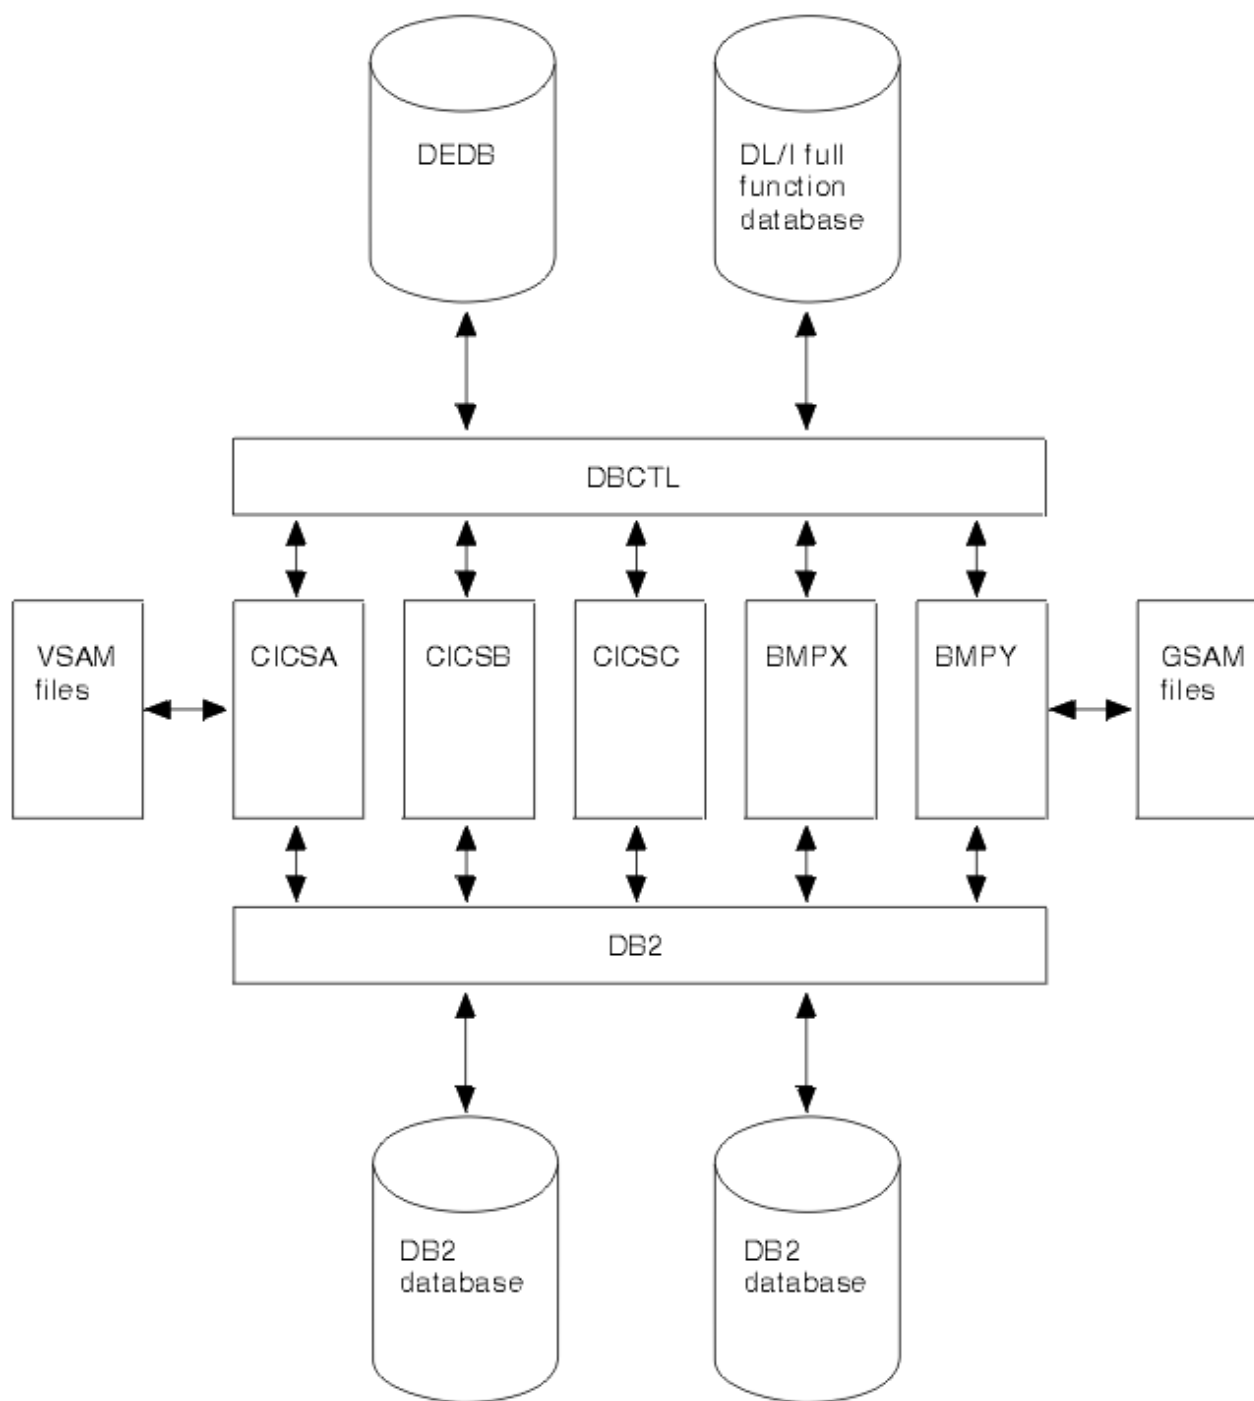 DEDB
DL/I full
function
database
DBCTL
VSAM
files
CICSA
CICSB
CICSC
BMPX
BMPY
GSAM
files
DB2
DB2
database
DB2
database